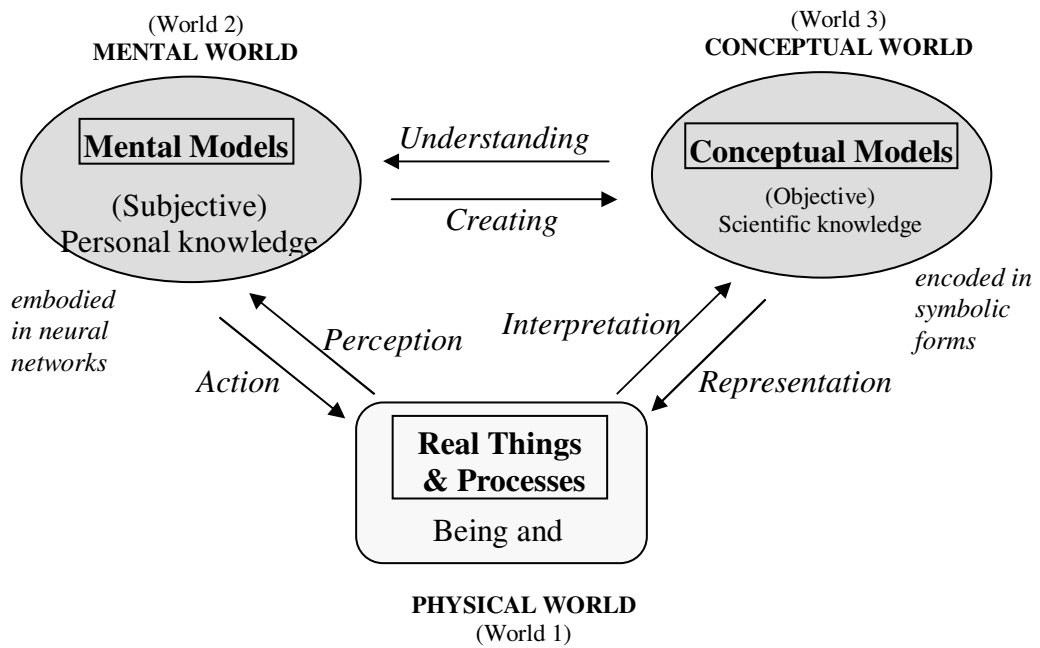 (World 2)
MENTAL WORLD
(World 3)
CONCEPTUAL WORLD
Mental Models
(Subjective)
Personal knowledge
Understanding
Creating
Conceptual Models
(Objective)
Scientific knowledge
embodied
in neural
networks
encoded in
symbolic
forms
Perception
Action
Interpretation
Representation
Real Things
& Processes
Being and
PHYSICAL WORLD
(World 1)